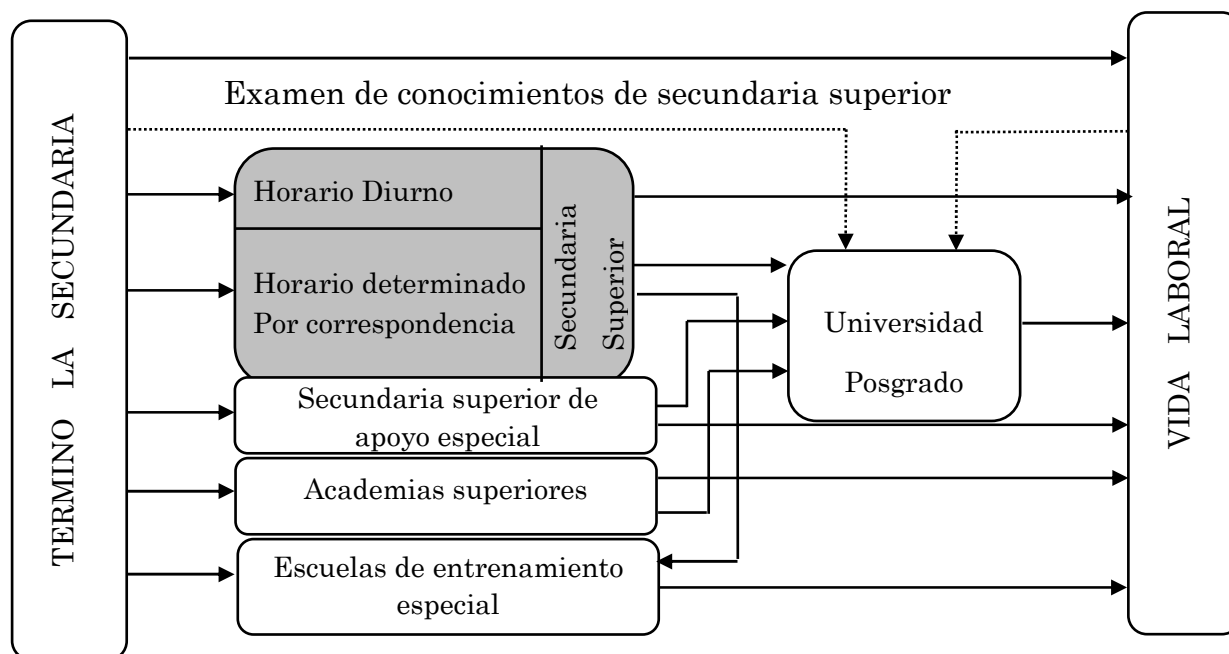 TERMINO LA SECUNDARIA
Examen de conocimientos de secundaria superior
Horario Diurno
Horario determinado
Por correspondencia
Secundaria
Superior
Secundaria superior de
apoyo especial
Academias superiores
Escuelas de entrenamiento
especial
Universidad
Posgrado
VIDA LABORAL